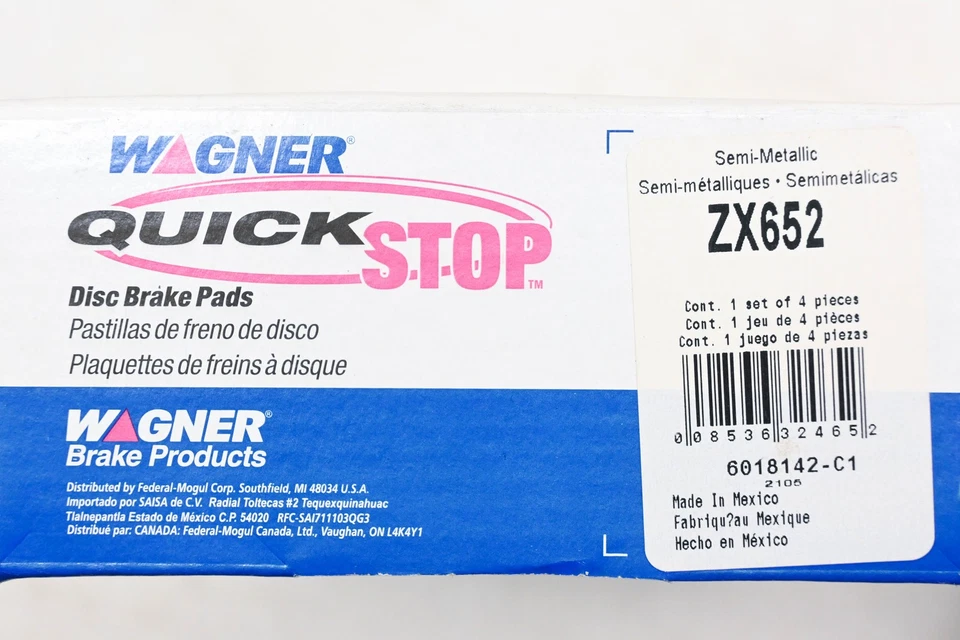 WAGNER®
QUICK STOP™
Disc Brake Pads
Pastillas de freno de disco
Plaquettes de freins à disque
WAGNER®
Brake Products
Distributed by Federal-Mogul Corp. Southfield, MI 48034 U.S.A.
Importado por SAISA de C.V. Radial Toltecas #2 Tequexquinahuac
Tlalnepantla Estado de México C.P. 54020 RFC-SAI711103QG3
Distribué par: CANADA: Federal-Mogul Canada, Ltd., Vaughan, ON L4K4Y1
Semi-Metallic
Semi-métalliques • Semimetálicas
ZX652
Cont. 1 set of 4 pieces
Cont. 1 jeu de 4 pièces
Cont. 1 juego de 4 piezas
0 08536 32465 2
6018142-C1
2105
Made In Mexico
Fabriqu?au Mexique
Hecho en México